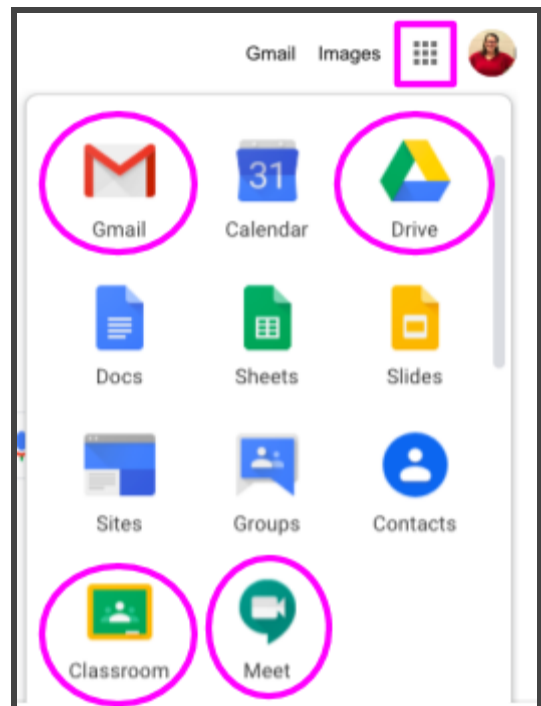 Gmail Images
31
Gmail Calendar Drive
Docs Sheets Slides
Sites Groups Contacts
Classroom Meet